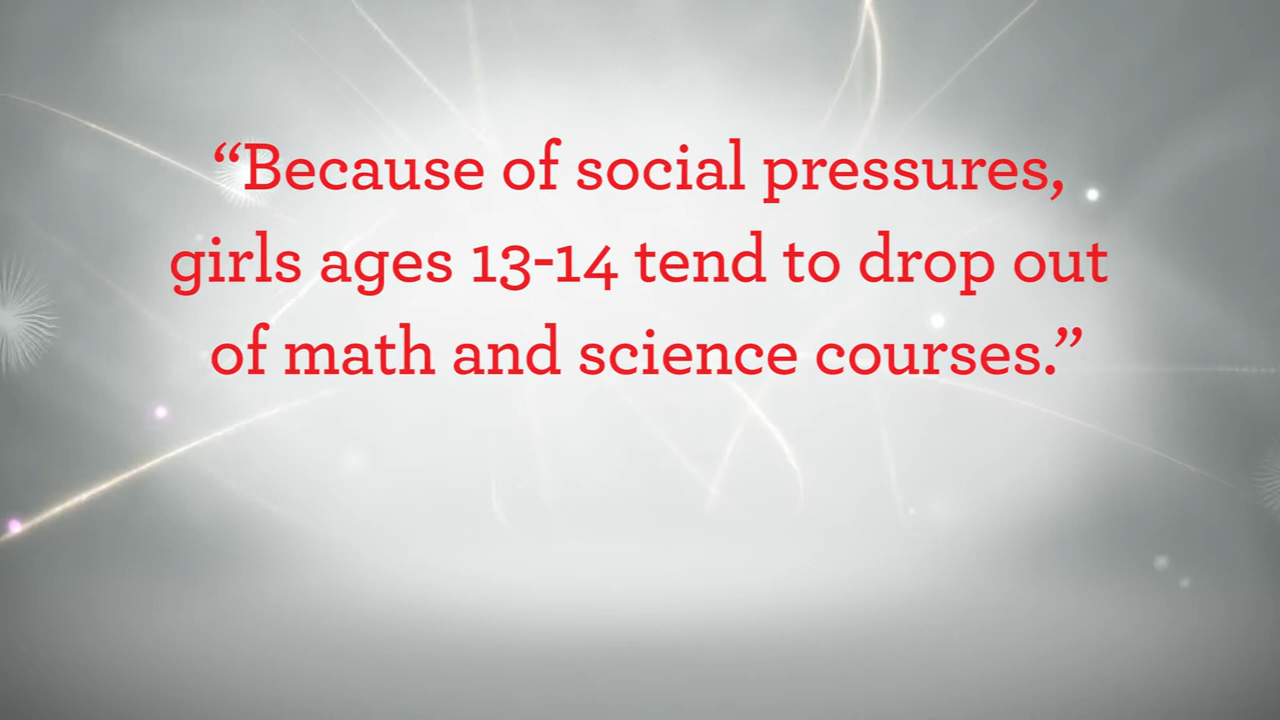 “Because of social pressures,
girls ages 13-14 tend to drop out
of math and science courses.”